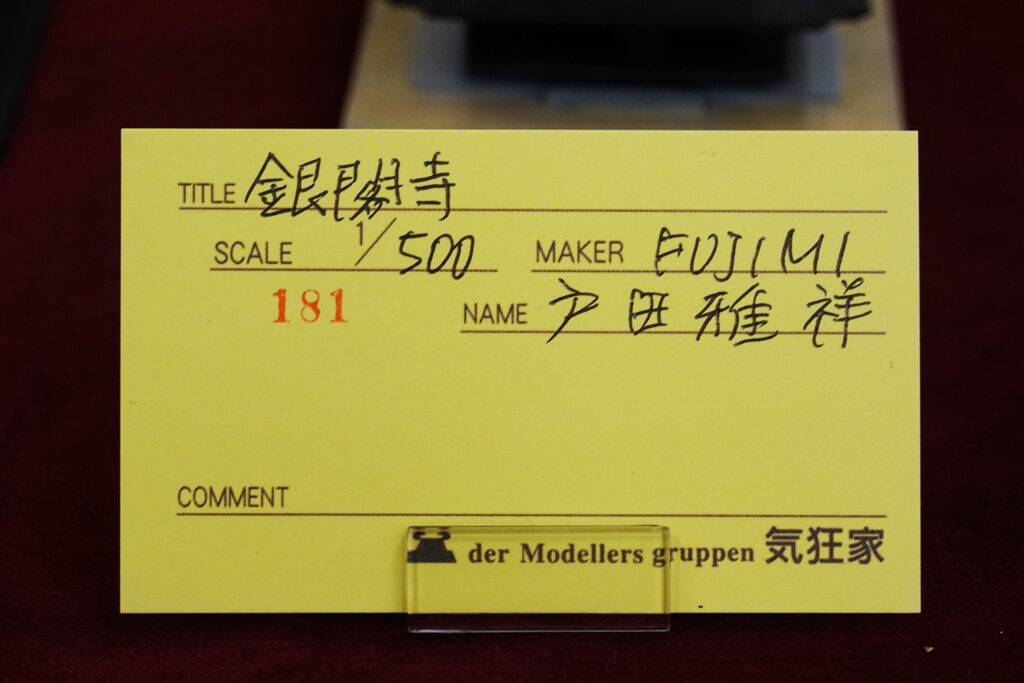 TITLE 銀閣寺
SCALE 1/500 MAKER FUJIMI
181 NAME 戸田雅祥
COMMENT
der Modellers gruppen 気狂家